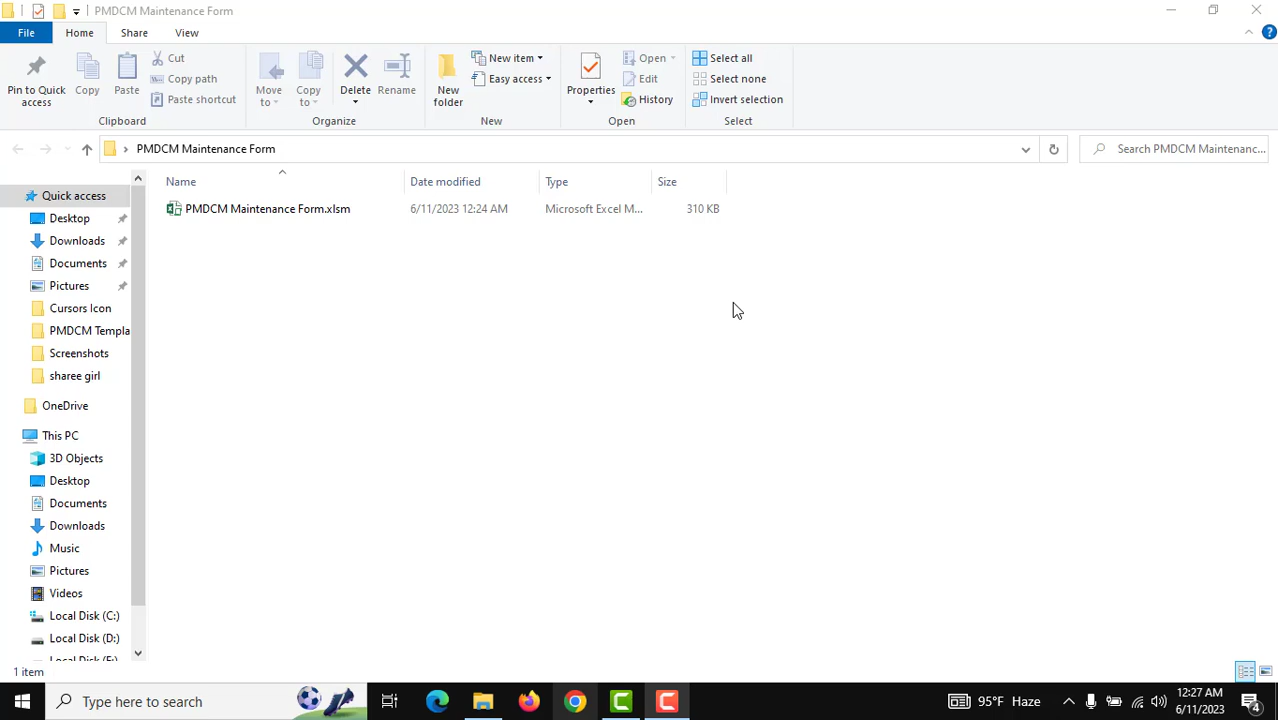 PMDCM Maintenance Form
File Home Share View
Pin to Quick access
Copy
Paste
Cut
Copy path
Paste shortcut
Clipboard
Move to
Copy to
Delete
Rename
Organize
New folder
New item
Easy access
New
Properties
Open
Edit
History
Open
Select all
Select none
Invert selection
Select
PMDCM Maintenance Form
Search PMDCM Maintenanc...
Name Date modified Type Size
PMDCM Maintenance Form.xlsm 6/11/2023 12:24 AM Microsoft Excel M... 310 KB
Quick access
Desktop
Downloads
Documents
Pictures
Cursors Icon
PMDCM Templa
Screenshots
sharee girl
OneDrive
This PC
3D Objects
Desktop
Documents
Downloads
Music
Pictures
Videos
Local Disk (C:)
Local Disk (D:)
1 item
Type here to search
95°F Haze
12:27 AM
6/11/2023
4